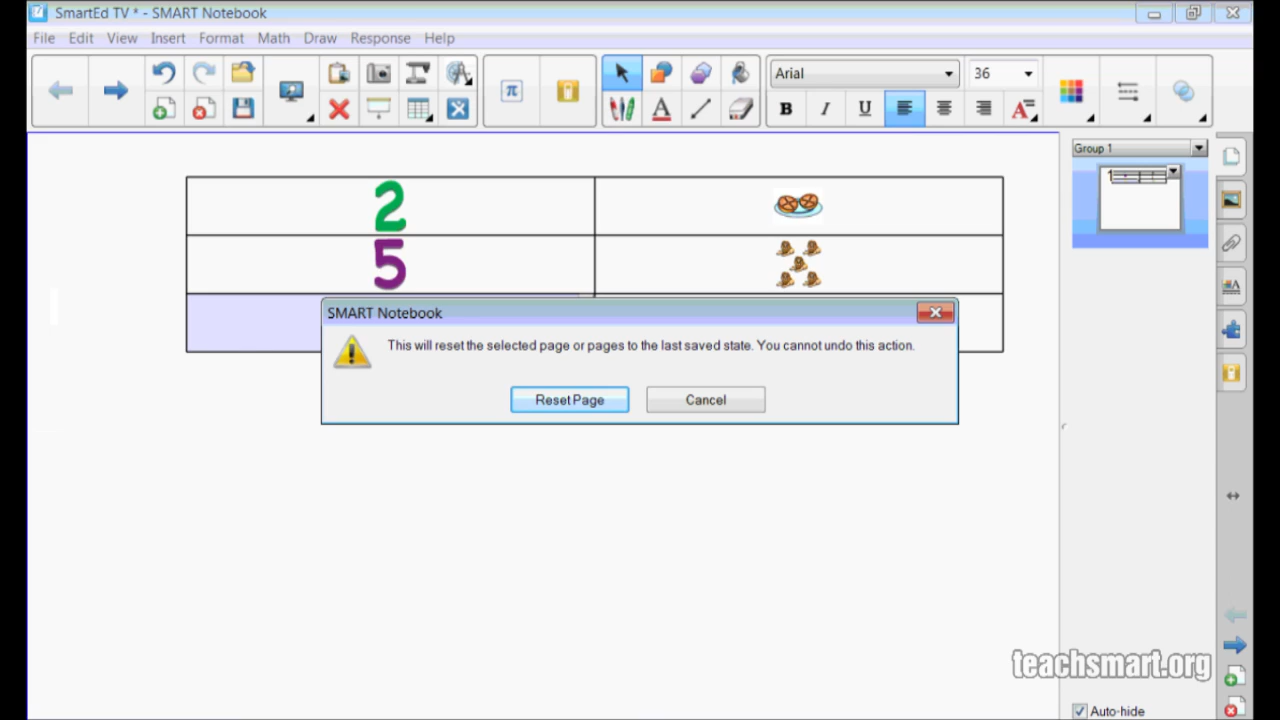 SmartEd TV * - SMART Notebook
File Edit View Insert Format Math Draw Response Help
Arial 36
π
B I U A A
Group 1
2
5
SMART Notebook
This will reset the selected page or pages to the last saved state. You cannot undo this action.
Reset Page Cancel
teachsmart.org
Auto-hide